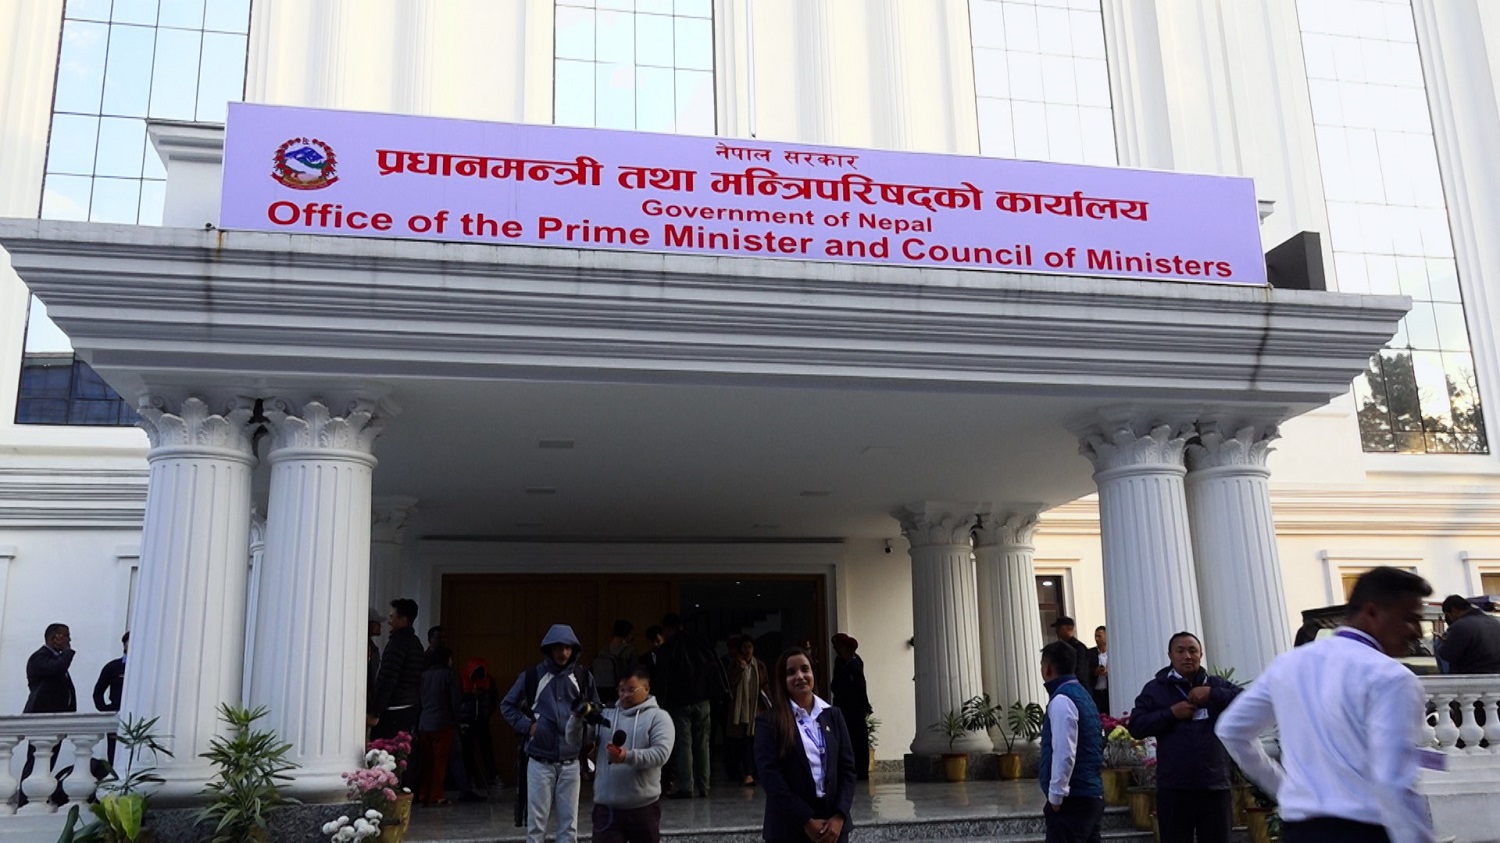 नेपाल सरकार
प्रधानमन्त्री तथा मन्त्रिपरिषद्को कार्यालय
Government of Nepal
Office of the Prime Minister and Council of Ministers